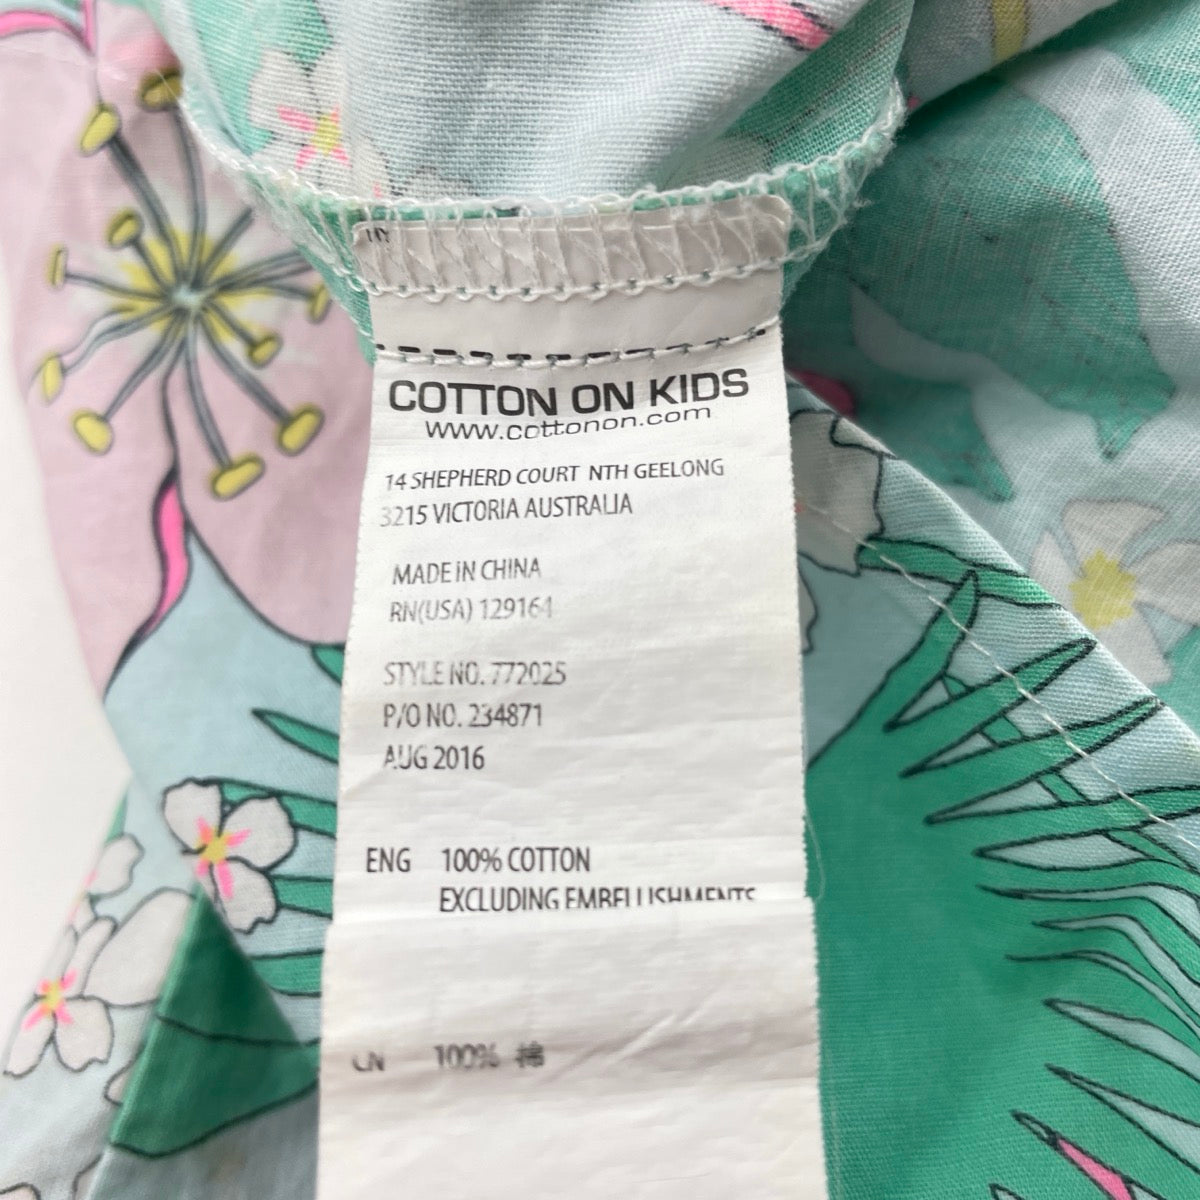 COTTON ON KIDS
www.cottonon.com
14 SHEPHERD COURT NTH GEELONG
3215 VICTORIA AUSTRALIA
MADE IN CHINA
RN(USA) 129164
STYLE NO. 772025
P/O NO. 234871
AUG 2016
ENG 100% COTTON
EXCLUDING EMBELLISHMENTS
CN 100% 棉